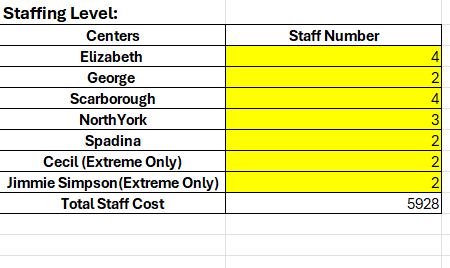 Staffing Level:
Centers Staff Number
Elizabeth 4
George 2
Scarborough 4
NorthYork 3
Spadina 2
Cecil (Extreme Only) 2
Jimmie Simpson(Extreme Only) 2
Total Staff Cost 5928